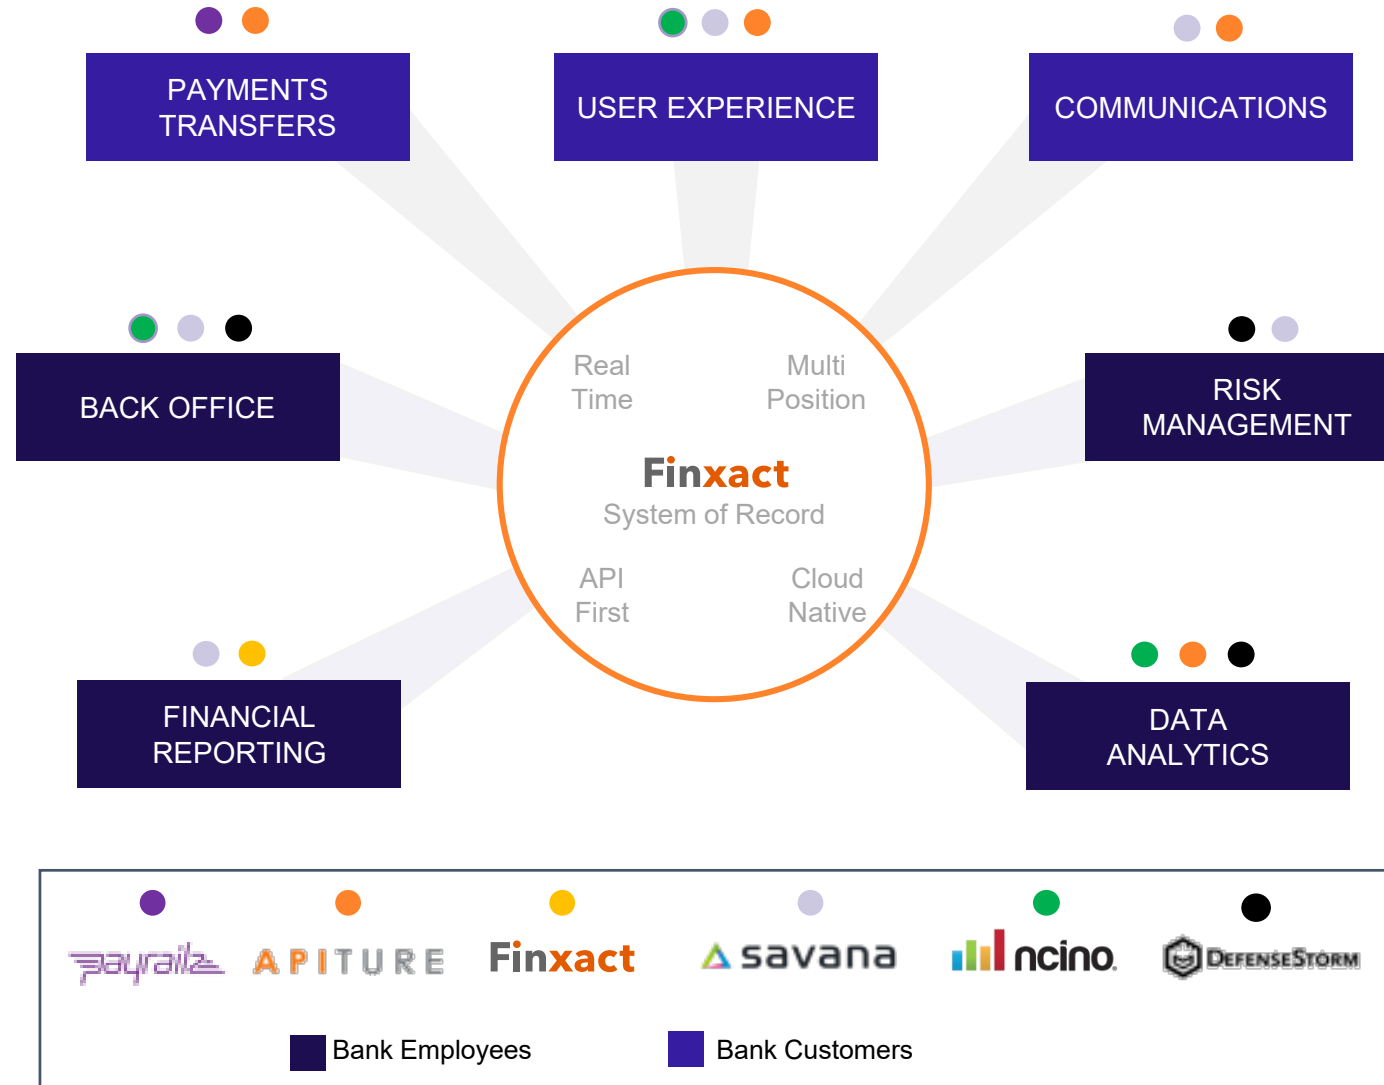 PAYMENTS
TRANSFERS
USER EXPERIENCE
COMMUNICATIONS
BACK OFFICE
Real
Time
Multi
Position
RISK
MANAGEMENT
Finxact
System of Record
API
First
Cloud
Native
FINANCIAL
REPORTING
DATA
ANALYTICS
payrailz
APITURE
Finxact
savana
ncino.
DEFENSESTORM
Bank Employees
Bank Customers